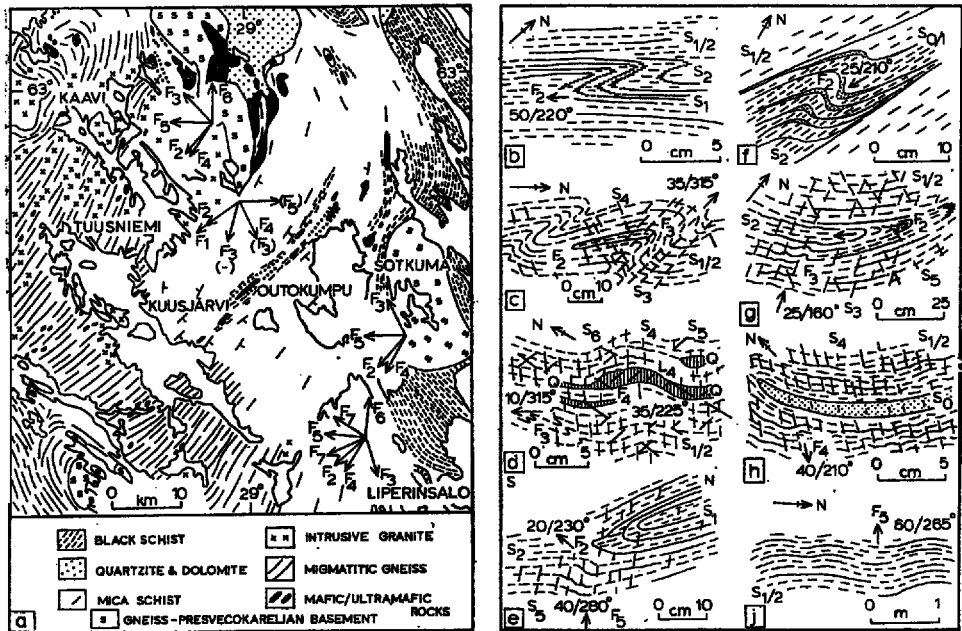 29°
63°
63°
KAAVI
F3
F6
F5
F2
F4
TUUSNIEMI
F2
F1
F3
(-)
F4
(F3)
(F5)
KUUSJÄRVI
OUTOKUMPU
SOTKUMA
F3
F5
F2
F7
F6
F5
F7
F2
F4
F3
LIPERINSALO
0 km 10
29°
BLACK SCHIST
INTRUSIVE GRANITE
QUARTZITE & DOLOMITE
MIGMATITIC GNEISS
MICA SCHIST
MAFIC/ULTRAMAFIC ROCKS
GNEISS-PRESVECOKARELIAN BASEMENT
a
N
S1/2
S2
F2
S1
50/220°
b
0 cm 5
N
S1/2
S0/1
25/210°
F2
S2
f
0 cm 10
N
35/315°
S4
F3
F2
S1/2
S3
c
0 cm 10
N
S1/2
S2
F2
F3
A
S5
25/160°
S3
g
0 cm 25
N
S6
S4
S5
L4
Q
Q
Q
10/315°
F4
35/225
F3
S1/2
d
0 cm 5
N
S4
S1/2
S0
F4
40/210°
h
0 cm 5
S
N
S1
20/230°
F2
S2
S5
40/280°
F5
e
0 cm 10
N
F5
60/265°
S1/2
j
0 m 1